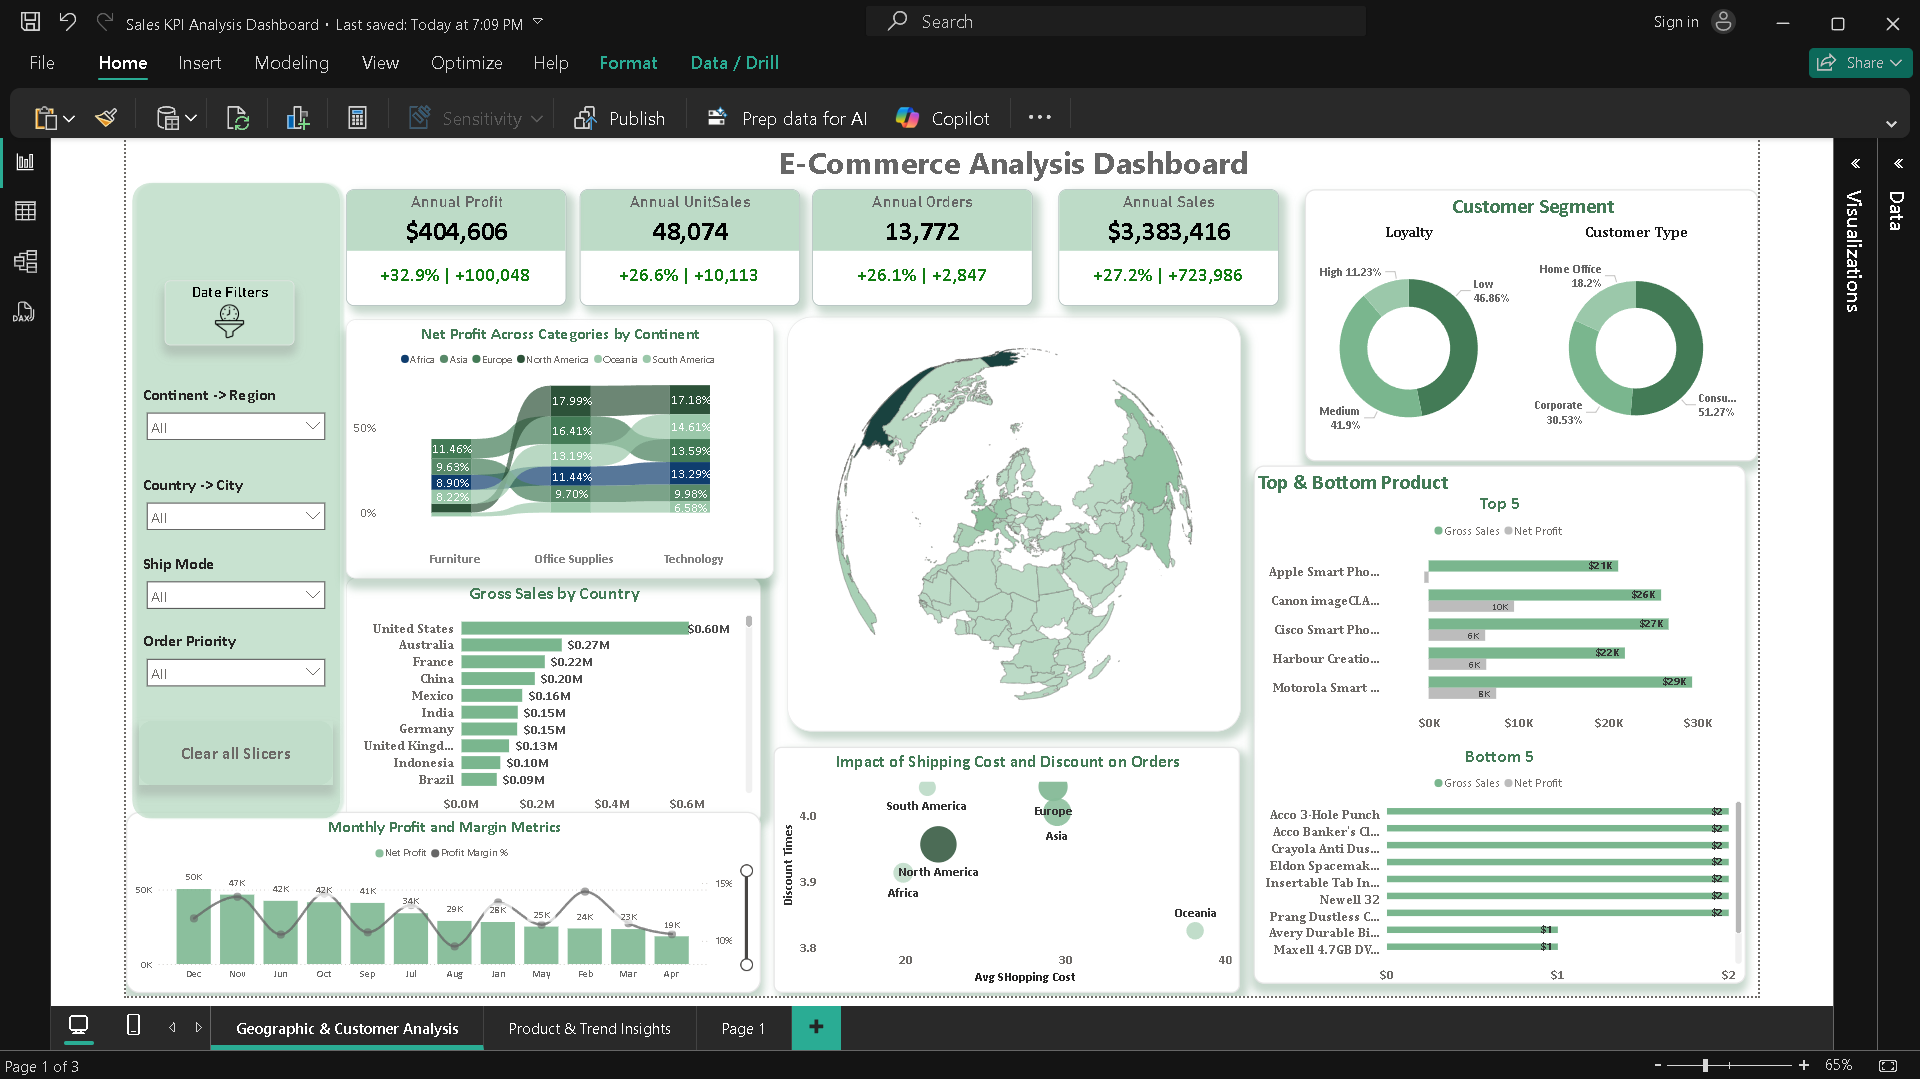 Sales KPI Analysis Dashboard • Last saved: Today at 7:09 PM
Search
Sign in
File
Home
Insert
Modeling
View
Optimize
Help
Format
Data / Drill
Share
Sensitivity
Publish
Prep data for AI
Copilot
E-Commerce Analysis Dashboard
Date Filters
Continent -> Region
All
Country -> City
All
Ship Mode
All
Order Priority
All
Clear all Slicers
Annual Profit
$404,606
+32.9% | +100,048
Annual UnitSales
48,074
+26.6% | +10,113
Annual Orders
13,772
+26.1% | +2,847
Annual Sales
$3,383,416
+27.2% | +723,986
Net Profit Across Categories by Continent
Africa Asia Europe North America Oceania South America
50%
0%
11.46%
9.63%
8.90%
8.22%
17.99%
16.41%
13.19%
11.44%
9.70%
17.18%
14.61%
13.59%
13.29%
9.98%
6.58%
Furniture
Office Supplies
Technology
Gross Sales by Country
United States $0.60M
Australia $0.27M
France $0.22M
China $0.20M
Mexico $0.16M
India $0.15M
Germany $0.15M
United Kingd... $0.13M
Indonesia $0.10M
Brazil $0.09M
$0.0M $0.2M $0.4M $0.6M
Monthly Profit and Margin Metrics
Net Profit Profit Margin %
50K
0K
50K 47K 42K 42K 41K 34K 29K 28K 25K 24K 23K 19K
15%
10%
Dec Nov Jun Oct Sep Jul Aug Jan May Feb Mar Apr
Impact of Shipping Cost and Discount on Orders
Discount Times
4.0
3.9
3.8
South America
Europe
Asia
North America
Africa
Oceania
20 30 40
Avg SHopping Cost
Customer Segment
Loyalty
High 11.23%
Low
46.86%
Medium
41.9%
Customer Type
Home Office
18.2%
Corporate
30.53%
Consu...
51.27%
Top & Bottom Product
Top 5
Gross Sales Net Profit
Apple Smart Pho... $21K
Canon imageCLA... $26K 10K
Cisco Smart Pho... $27K 6K
Harbour Creatio... $22K 6K
Motorola Smart ... $29K 8K
$0K $10K $20K $30K
Bottom 5
Gross Sales Net Profit
Acco 3-Hole Punch $2
Acco Banker's Cl... $2
Crayola Anti Dus... $2
Eldon Spacemak... $2
Insertable Tab In... $2
Newell 32 $2
Prang Dustless C... $2
Avery Durable Bi... $1
Maxell 4.7GB DV... $1
$0 $1 $2
Visualizations
Data
DAX
Geographic & Customer Analysis
Product & Trend Insights
Page 1
+
Page 1 of 3
- + 65%